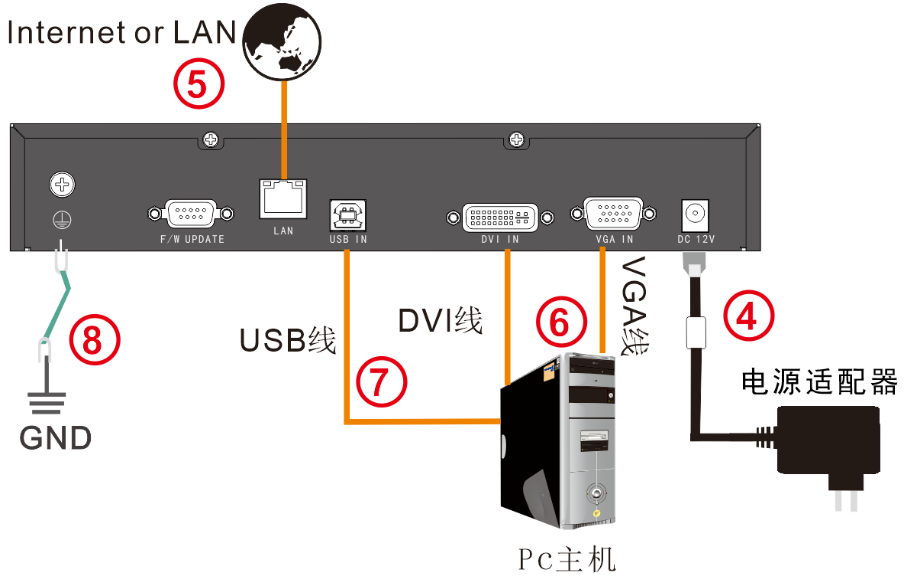 Internet or LAN
⑤
F/W UPDATE
LAN
USB IN
DVI IN
VGA IN
DC 12V
USB线
DVI线
⑥
VGA线
④
⑧
⑦
电源适配器
GND
Pc主机